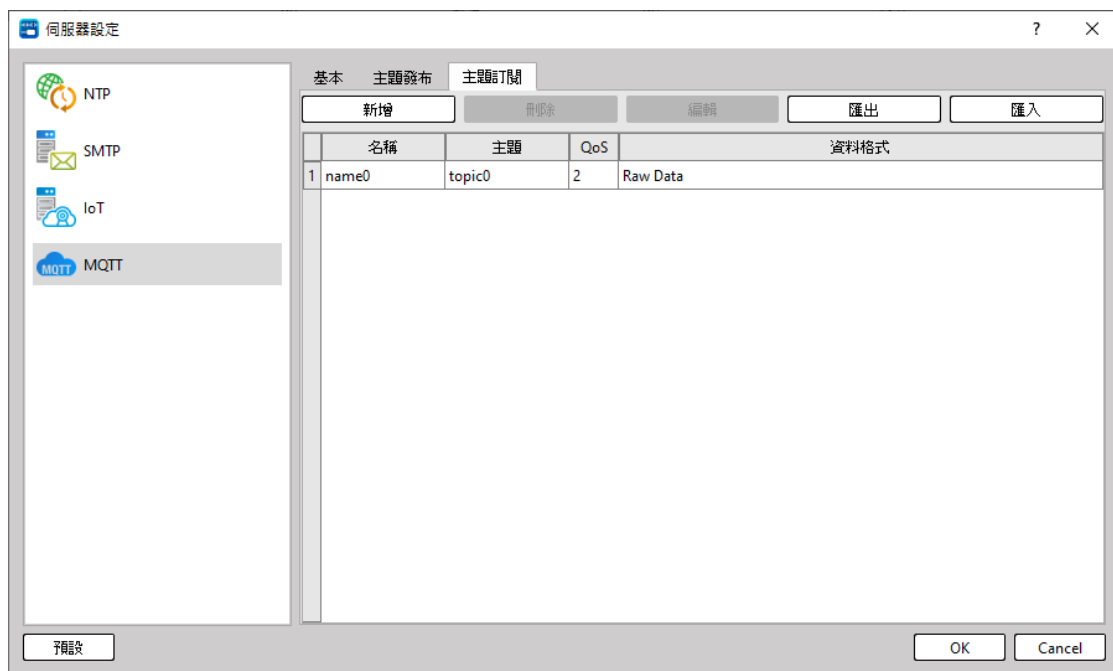 伺服器設定
?
NTP
SMTP
IoT
MQTT MQTT
基本 主題發布 主題訂閱
新增 刪除 編輯 匯出 匯入
名稱 主題 QoS 資料格式
1 name0 topic0 2 Raw Data
預設 OK Cancel